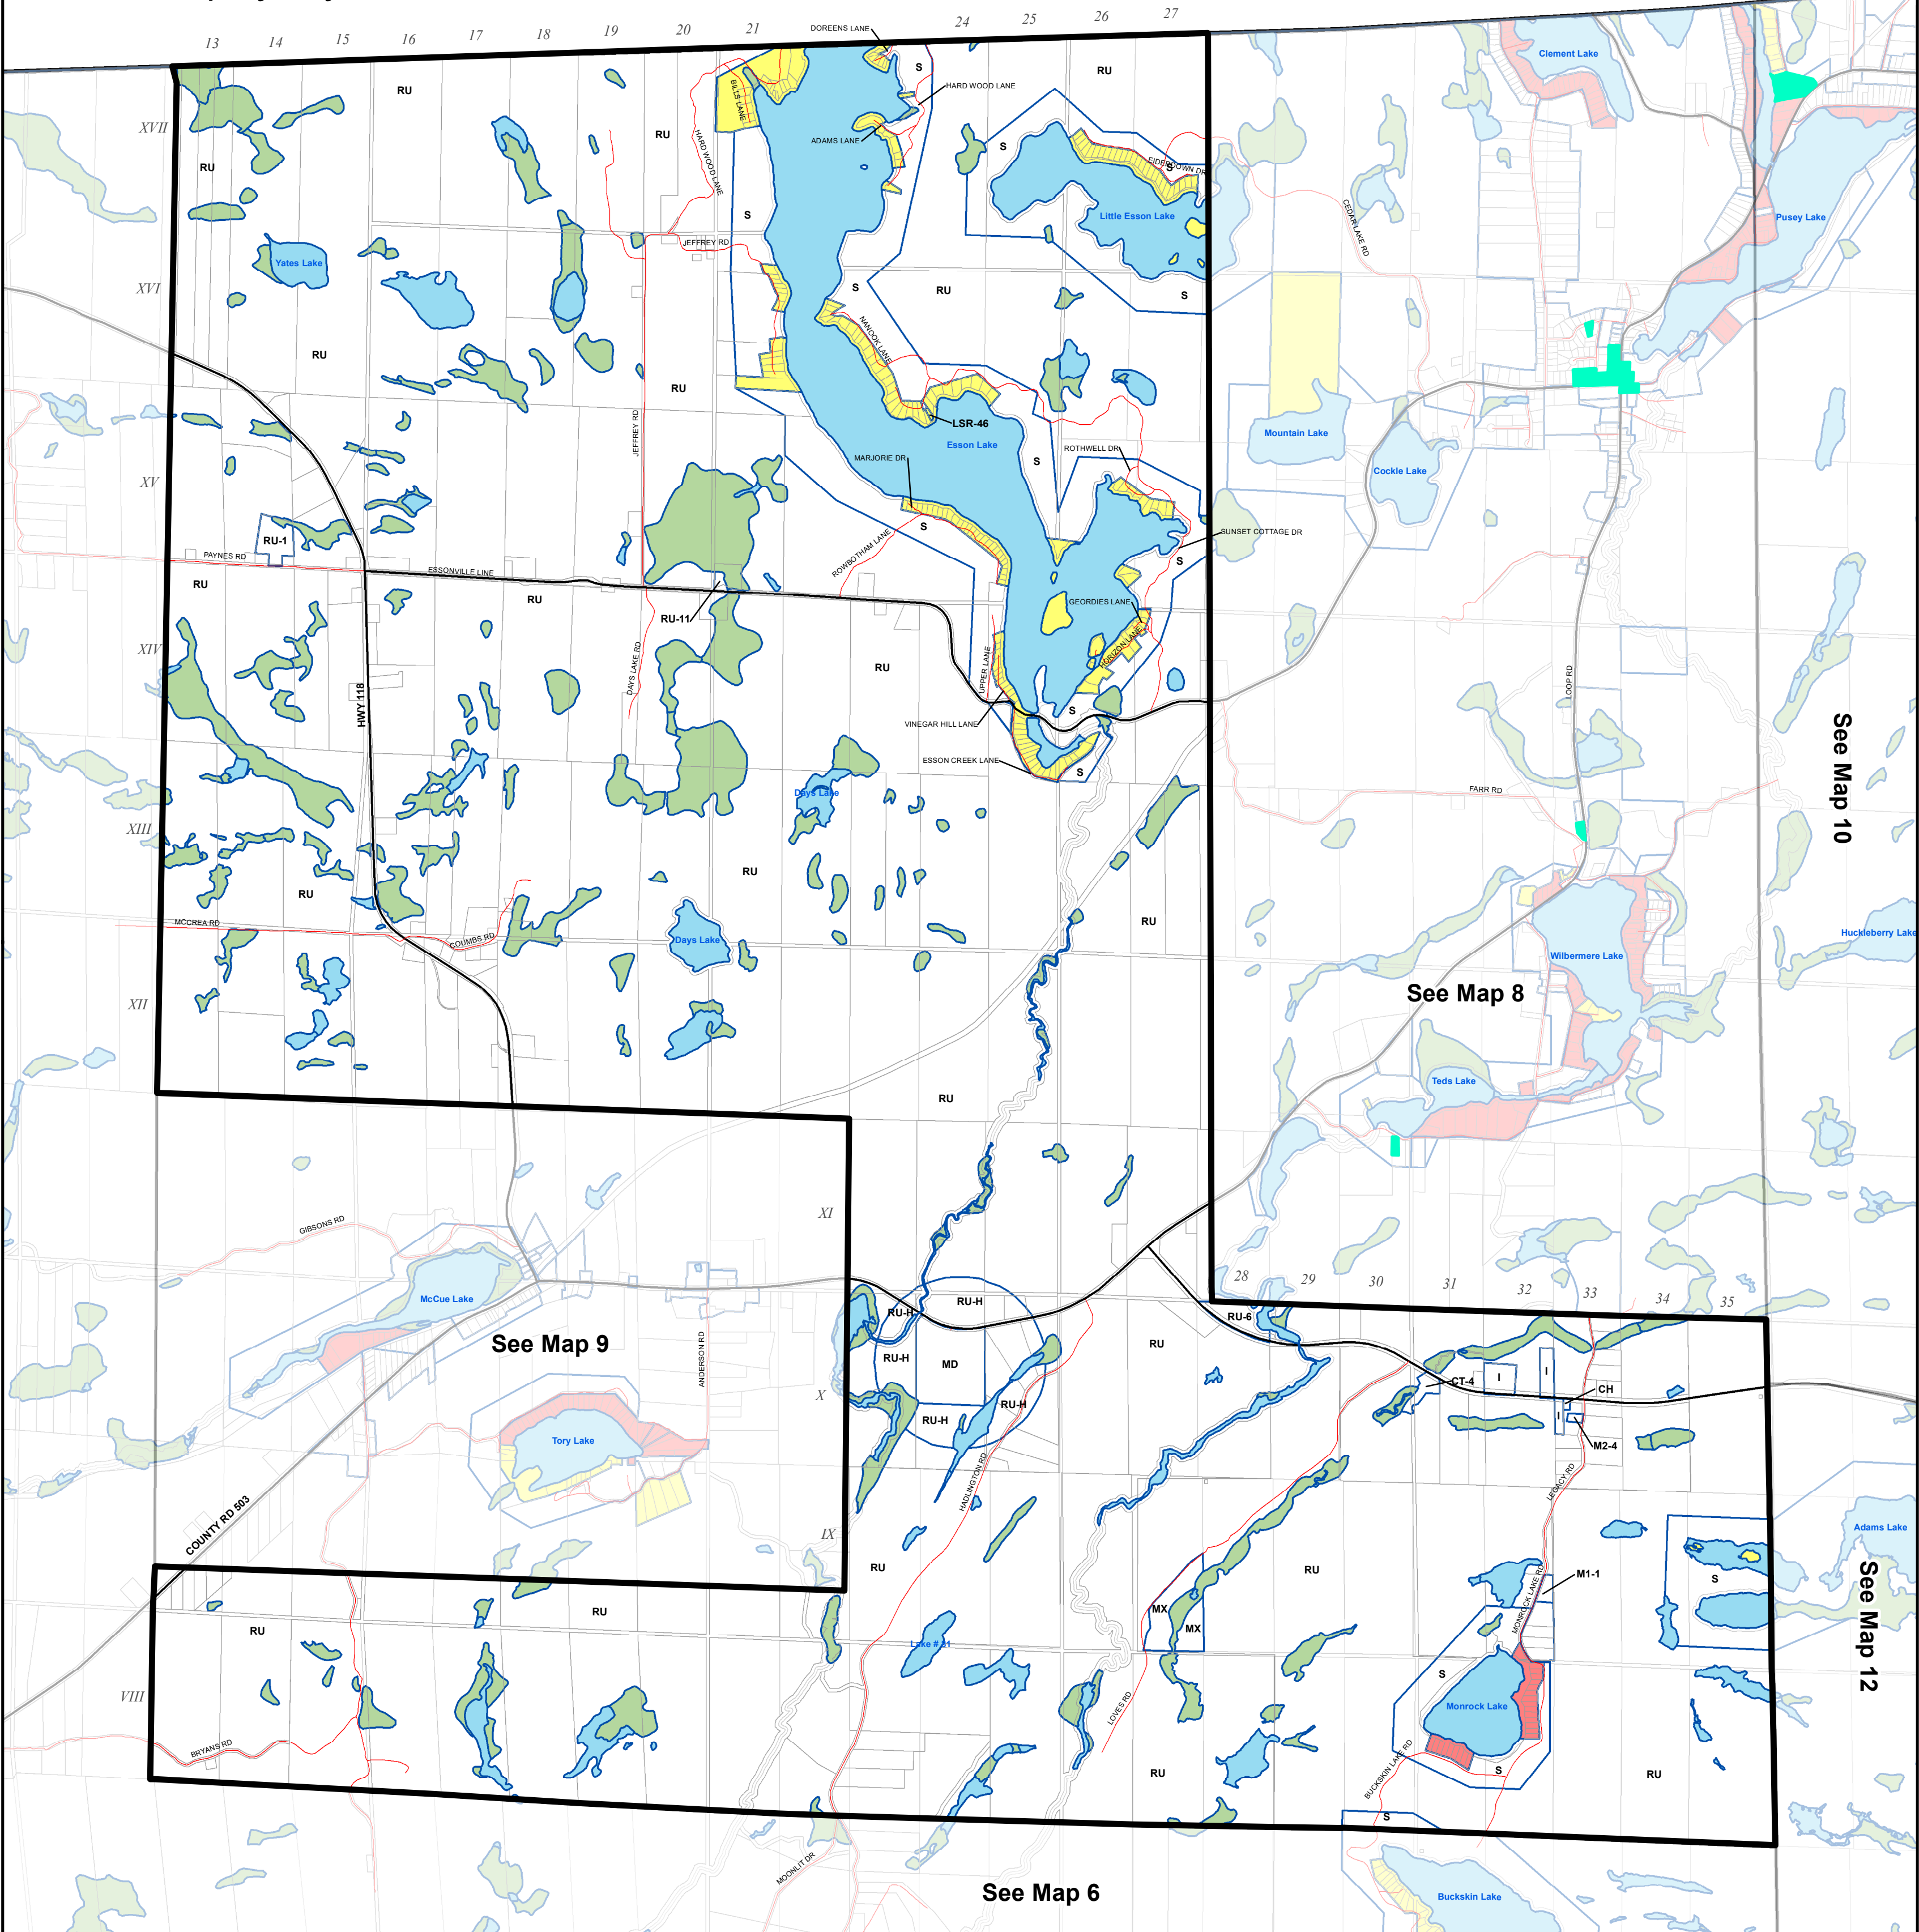 13 14 15 16 17 18 19 20 21 24 25 26 27
DOREENS LANE
Clement Lake
S
RU
RU
HARD WOOD LANE
BILLS LANE
XVII
RU
HARD WOOD LANE
ADAMS LANE
S
EIDERDOWN DR
S
RU
CEDAR LAKE RD
S
Little Esson Lake
Pusey Lake
JEFFREY RD
Yates Lake
XVI
S
RU
S
NANOOK LANE
RU
RU
JEFFREY RD
LSR-46
Esson Lake
Mountain Lake
ROTHWELL DR
MARJORIE DR
S
Cockle Lake
XV
S
SUNSET COTTAGE DR
RU-1
ROWBOTHAM LANE
PAYNES RD
S
ESSONVILLE LINE
RU
RU
GEORDIES LANE
RU-11
HORIZON LANE
XIV
DAYS LAKE RD
RU
UPPER LANE
LOOP RD
HWY 118
S
VINEGAR HILL LANE
ESSON CREEK LANE
S
See Map 10
Days Lake
FARR RD
XIII
RU
RU
MCCREA RD
RU
COUMBS RD
Days Lake
Huckleberry Lake
Wilbermere Lake
See Map 8
XII
Teds Lake
RU
XI
GIBSONS RD
28 29 30 31 32 33 34 35
McCue Lake
RU-H
RU-H
RU-6
See Map 9
ANDERSON RD
RU-H
MD
RU
I
I
CT-4
CH
X
RU-H
RU-H
I
Tory Lake
M2-4
HADLINGTON RD
LEGACY RD
COUNTY RD 503
IX
Adams Lake
RU
RU
M1-1
S
MONROCK LAKE RD
See Map 12
RU
MX
RU
MX
Lake # 31
S
VIII
Monrock Lake
LOVES RD
BRYANS RD
BUCKSKIN LAKE RD
RU
S
RU
S
MOONLIT DR
See Map 6
Buckskin Lake